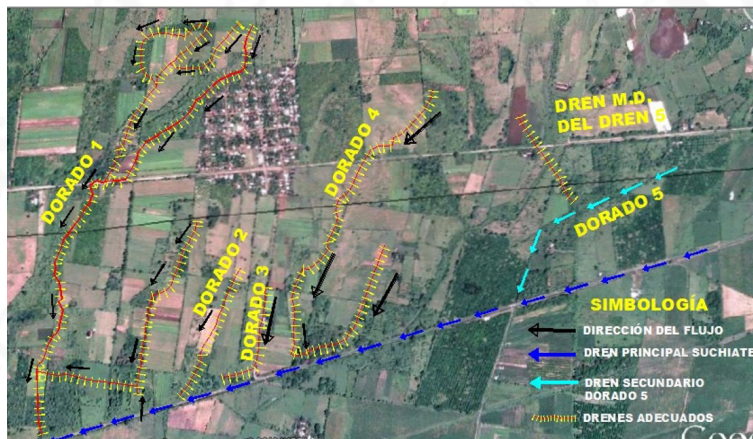 DORADO 1
DORADO 2
DORADO 3
DORADO 4
DREN M.D.
DEL DREN 5
DORADO 5
SIMBOLOGÍA
DIRECCIÓN DEL FLUJO
DREN PRINCIPAL SUCHIATE
DREN SECUNDARIO
DORADO 5
DRENES ADECUADOS